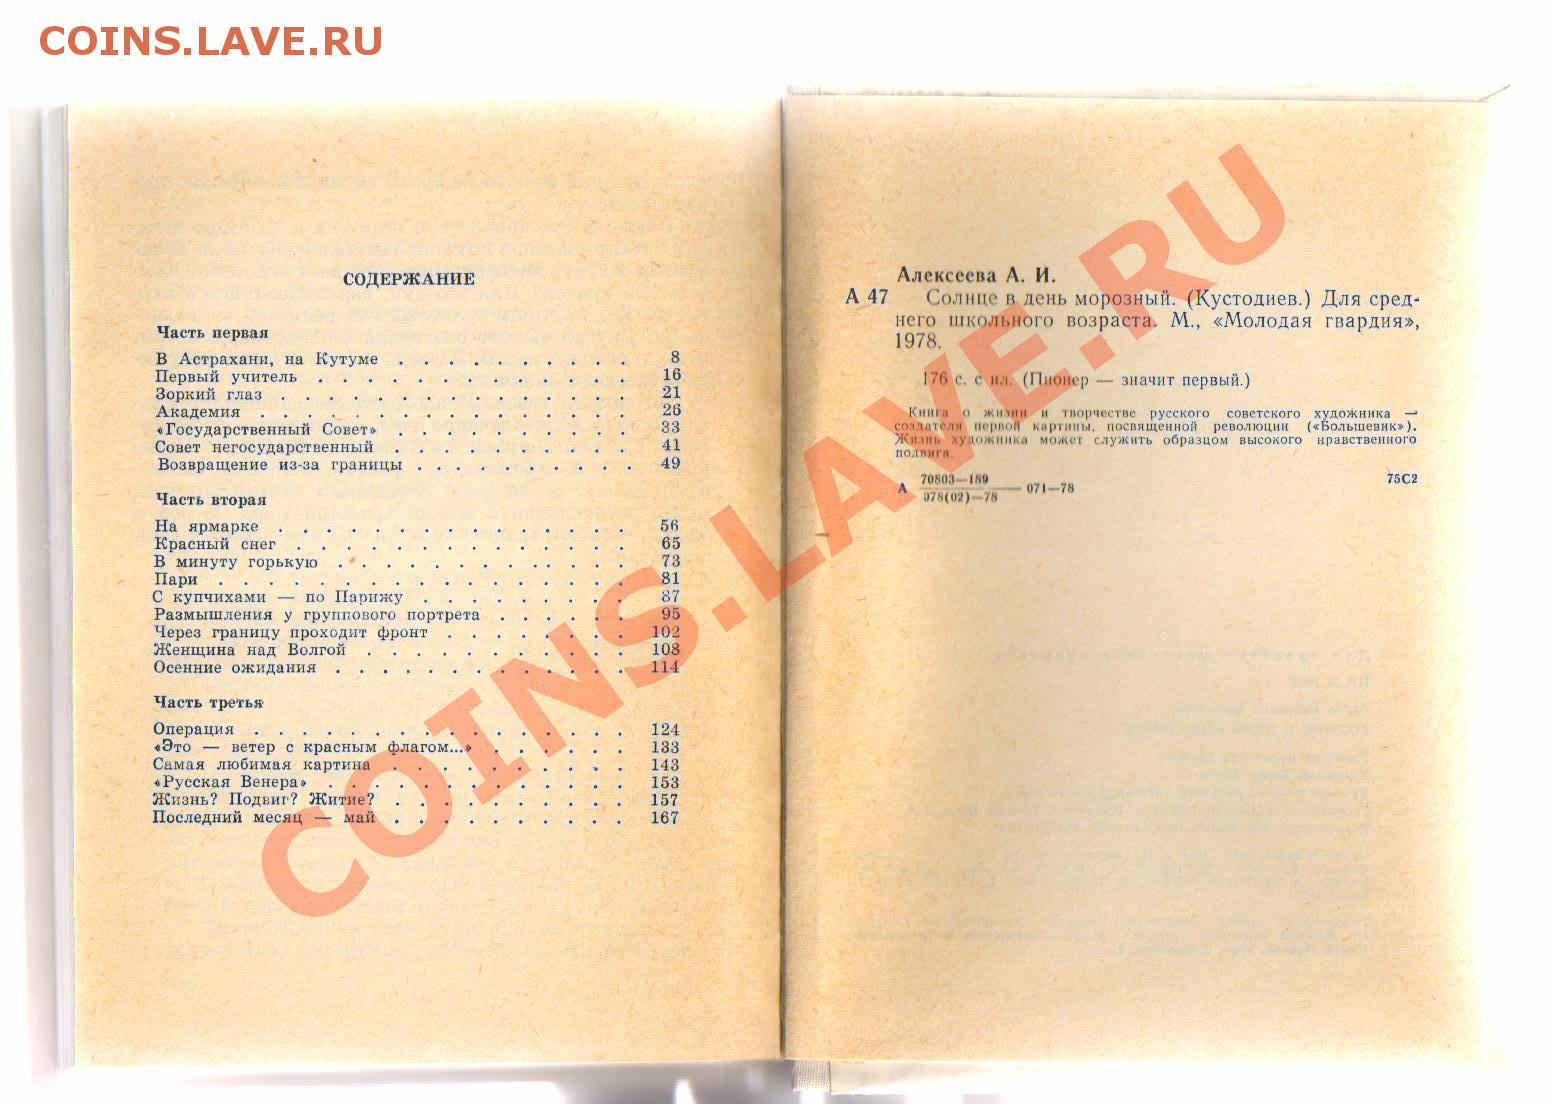 COINS.LAVE.RU
СОДЕРЖАНИЕ
Часть первая
В Астрахани, на Кутуме . . . . . . . . . . 8
Первый учитель . . . . . . . . . . . . . 16
Зоркий глаз . . . . . . . . . . . . . . . 21
Академия . . . . . . . . . . . . . . . . 26
«Государственный Совет» . . . . . . . . . . 33
Совет негосударственный . . . . . . . . . . 41
Возвращение из-за границы . . . . . . . . . . 49
Часть вторая
На ярмарке . . . . . . . . . . . . . . . 56
Красный снег . . . . . . . . . . . . . . 65
В минуту горькую . . . . . . . . . . . . . 73
Пари . . . . . . . . . . . . . . . . . . 81
С купчихами — по Парижу . . . . . . . . . 87
Размышления у группового портрета . . . . . . 95
Через границу проходит фронт . . . . . . . . 102
Женщина над Волгой . . . . . . . . . . . . 108
Осенние ожидания . . . . . . . . . . . . . 114
Часть третья
Операция . . . . . . . . . . . . . . . . 124
«Это — ветер с красным флагом...» . . . . . . . 133
Самая любимая картина . . . . . . . . . . . 143
«Русская Венера» . . . . . . . . . . . . . 153
Жизнь? Подвиг? Житие? . . . . . . . . . . . 157
Последний месяц — май . . . . . . . . . . . 167
Алексеева А. И.
А 47 Солнце в день морозный. (Кустодиев.) Для сред-
него школьного возраста. М., «Молодая гвардия»,
1978.
176 с. с ил. (Пионер — значит первый.)
Книга о жизни и творчестве русского советского художника —
создателя первой картины, посвященной революции («Большевик»).
Жизнь художника может служить образцом высокого нравственного
подвига.
А 70803—189 / 078(02)—78 — 071—78 75С2
COINS.LAVE.RU